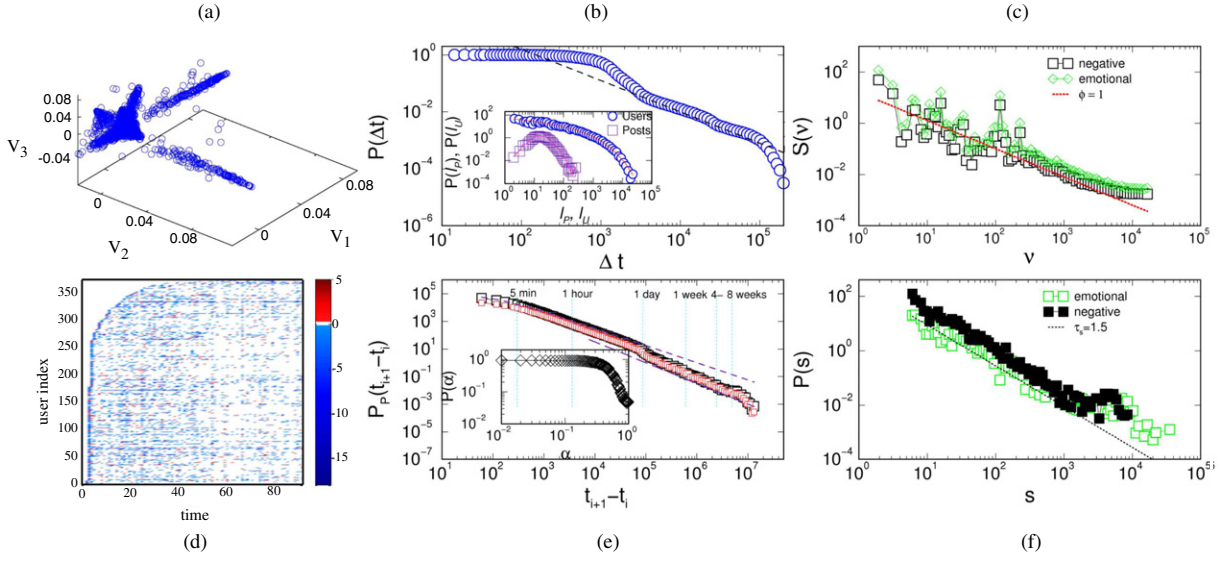 (a)
(b)
(c)
0.08
0.04
0
-0.04
V3
0
0.04
0.08
V2
0
0.04
0.08
V1
10^0
10^-2
10^-4
10^-6
P(Δt)
10^1
10^2
10^3
10^4
10^5
Δ t
10^4
10^2
10^0
10^-2
10^-4
P(l_P), P(l_U)
Users
Posts
10^0
10^1
10^2
10^3
10^4
10^5
l_P, l_U
10^2
10^0
10^-2
10^-4
S(ν)
negative
emotional
ϕ = 1
10^0
10^1
10^2
10^3
10^4
10^5
ν
350
300
250
200
150
100
50
0
user index
0
20
40
60
80
time
5
0
-5
-10
-15
10^5
10^3
10^1
10^-1
10^-3
10^-5
10^-7
P_P(t_{i+1}−t_i)
5 min
1 hour
1 day
1 week
4− 8 weeks
10^0
10^-1
10^-2
P(α)
10^-2
10^-1
10^0
α
10^1
10^2
10^3
10^4
10^5
10^6
10^7
t_{i+1}−t_i
10^2
10^0
10^-2
10^-4
P(s)
emotional
negative
τ_s=1.5
10^0
10^1
10^2
10^3
10^4
10^5
s
(d)
(e)
(f)